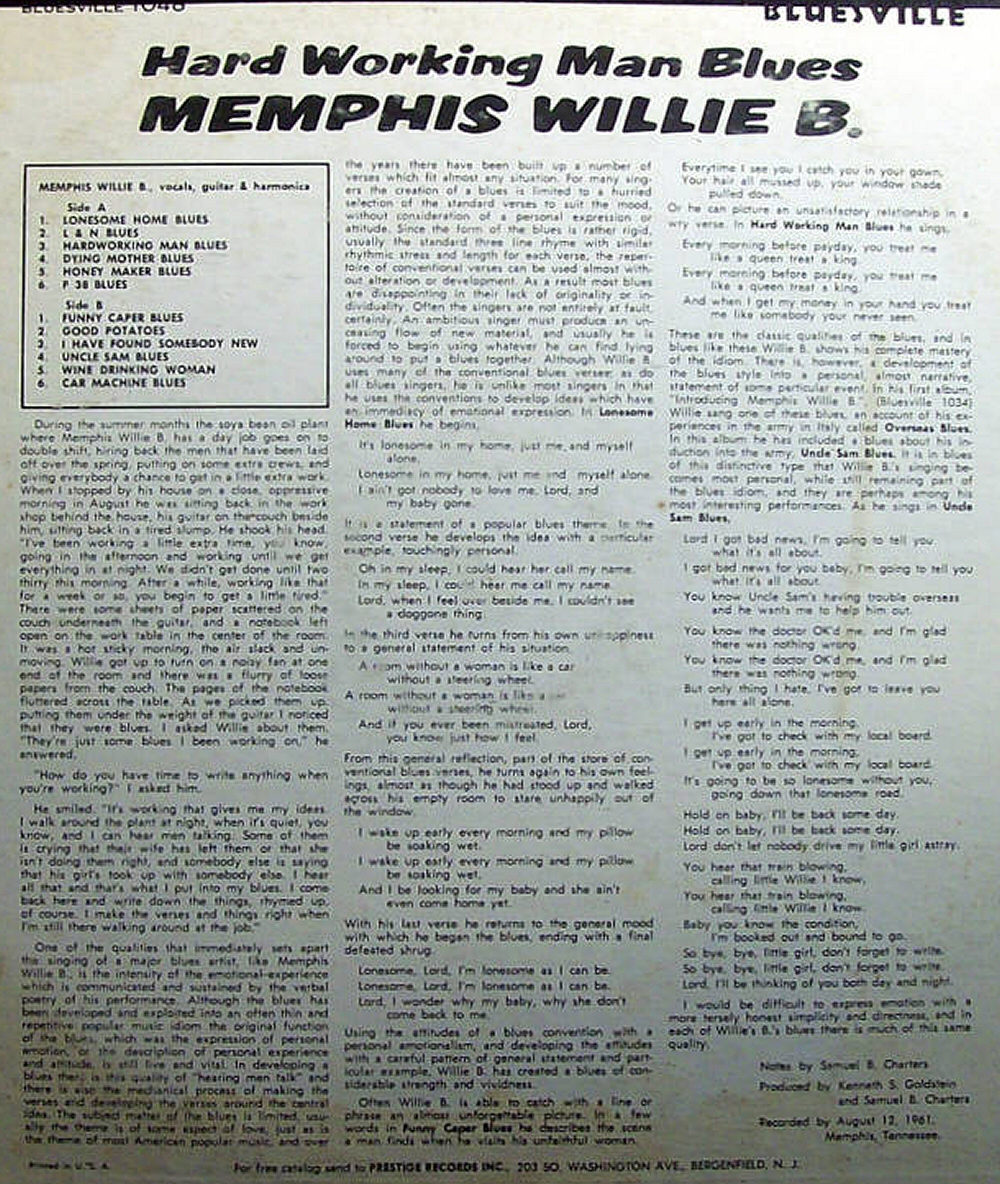 BLUESVILLE 1048
BLUESVILLE
Hard Working Man Blues
MEMPHIS WILLIE B.
MEMPHIS WILLIE B., vocals, guitar & harmonica
Side A
1. LONESOME HOME BLUES
2. L & N BLUES
3. HARDWORKING MAN BLUES
4. DYING MOTHER BLUES
5. HONEY MAKER BLUES
6. P 38 BLUES
Side B
1. FUNNY CAPER BLUES
2. GOOD POTATOES
3. I HAVE FOUND SOMEBODY NEW
4. UNCLE SAM BLUES
5. WINE DRINKING WOMAN
6. CAR MACHINE BLUES
During the summer months the soya bean oil plant
where Memphis Willie B. has a day job goes on to
double shift, hiring back the men that have been laid
off over the spring, putting on some extra crews, and
giving everybody a chance to get in a little extra work.
When I stopped by his house on a close, oppressive
morning in August he was sitting back in the work
shop behind the house, his guitar on the couch beside
him, sitting back in a tired slump. He shook his head.
"I've been working a little extra time, you know,
going in the afternoon and working until we get
everything in at night. We didn't get done until two
thirty this morning. After a while, working like that
for a week or so, you begin to get a little tired."
There were some sheets of paper scattered on the
couch underneath the guitar, and a notebook left
open on the work table in the center of the room.
It was a hot sticky morning, the air slack and un-
moving. Willie got up to turn on a noisy fan at one
end of the room and there was a flurry of loose
papers from the couch. The pages of the notebook
fluttered across the table. As we picked them up,
putting them under the weight of the guitar I noticed
that they were blues. I asked Willie about them.
"They're just some blues I been working on," he
answered.
"How do you have time to write anything when
you're working?" I asked him.
He smiled. "It's working that gives me my ideas.
I walk around the plant at night, when it's quiet, you
know, and I can hear men talking. Some of them
is crying that their wife has left them or that she
isn't doing them right, and somebody else is saying
that his girl's took up with somebody else. I hear
all that and that's what I put into my blues. I come
back here and write down the things, rhymed up,
of course. I make the verses and things right when
I'm still there walking around at the job."
One of the qualities that immediately sets apart
the singing of a major blues artist, like Memphis
Willie B., is the intensity of the emotional-experience
which is communicated and sustained by the verbal
poetry of his performance. Although the blues has
been developed and exploited into an often thin and
repetitive popular music idiom the original function
of the blues, which was the expression of personal
emotion, or the description of personal experience
and attitude, is still live and vital. In developing a
blues then, is this quality of "hearing men talk" and
there is also the mechanical process of making the
verses and developing the verses around the central
idea. The subject matter of the blues is limited, usu-
ally the theme is of some aspect of love, just as is
the theme of most American popular music, and over
the years there have been built up a number of
verses which fit almost any situation. For many sing-
ers the creation of a blues is limited to a hurried
selection of the standard verses to suit the mood,
without consideration of a personal expression or
attitude. Since the form of the blues is rather rigid,
usually the standard three line rhyme with similar
rhythmic stress and length for each verse, the reper-
toire of conventional verses can be used almost with-
out alteration or development. As a result most blues
are disappointing in their lack of originality or in-
dividuality. Often the singers are not entirely at fault,
certainly. An ambitious singer must produce an un-
ceasing flow of new material, and usually he is
forced to begin using whatever he can find lying
around to put a blues together. Although Willie B.
uses many of the conventional blues verses as do
all blues singers, he is unlike most singers in that
he uses the conventions to develop ideas which have
an immediacy of emotional expression. In Lonesome
Home Blues he begins,
It's lonesome in my home, just me and myself
alone.
Lonesome in my home, just me and myself alone.
I ain't got nobody to love me, Lord, and
my baby gone.
It is a statement of a popular blues theme. In the
second verse he develops the idea with a particular
example, touchingly personal.
Oh in my sleep, I could hear her call my name.
In my sleep, I could hear me call my name.
Lord, when I feel over beside me, I couldn't see
a doggone thing.
In the third verse he turns from his own unhappiness
to a general statement of his situation.
A room without a woman is like a car
without a steering wheel.
A room without a woman is like a car
without a steering wheel.
And if you ever been mistreated, Lord,
you know just how I feel.
From this general reflection, part of the store of con-
ventional blues verses, he turns again to his own feel-
ings, almost as though he had stood up and walked
across his empty room to stare unhappily out of
the window.
I wake up early every morning and my pillow
be soaking wet.
I wake up early every morning and my pillow
be soaking wet.
And I be looking for my baby and she ain't
even come home yet.
With his last verse he returns to the general mood
with which he began the blues, ending with a final
defeated shrug.
Lonesome, Lord, I'm lonesome as I can be.
Lonesome, Lord, I'm lonesome as I can be.
Lord, I wonder why my baby, why she don't
come back to me.
Using the attitudes of a blues convention with a
personal emotionalism, and developing the attitudes
with a careful pattern of general statement and part-
icular example, Willie B. has created a blues of con-
siderable strength and vividness.
Often Willie B. is able to catch with a line or
phrase an almost unforgettable picture. In a few
words in Funny Caper Blues he describes the scene
a man finds when he visits his unfaithful woman.
Everytime I see you I catch you in your gown,
Your hair all mussed up, your window shade
pulled down.
Or he can picture an unsatisfactory relationship in a
wry verse. In Hard Working Man Blues he sings,
Every morning before payday, you treat me
like a queen treat a king.
Every morning before payday, you treat me
like a queen treat a king.
And when I get my money in your hand you treat
me like somebody your never seen.
These are the classic qualities of the blues, and in
blues like these Willie B. shows his complete mastery
of the idiom. There is, however, a development of
the blues style into a personal, almost narrative,
statement of some particular event. In his first album,
"Introducing Memphis Willie B.", (Bluesville 1034)
Willie sang one of these blues, an account of his ex-
periences in the army in Italy called Overseas Blues.
In this album he has included a blues about his in-
duction into the army, Uncle Sam Blues. It is in blues
of this distinctive type that Willie B.'s singing be-
comes most personal, while still remaining part of
the blues idiom, and they are perhaps among his
most interesting performances. As he sings in Uncle
Sam Blues,
Lord I got bad news, I'm going to tell you
what it's all about.
I got bad news for you baby, I'm going to tell you
what it's all about.
You know Uncle Sam's having trouble overseas
and he wants me to help him out.
You know the doctor OK'd me, and I'm glad
there was nothing wrong.
You know the doctor OK'd me, and I'm glad
there was nothing wrong.
But only thing I hate, I've got to leave you
here all alone.
I get up early in the morning,
I've got to check with my local board.
I get up early in the morning,
I've got to check with my local board.
It's going to be so lonesome without you,
going down that lonesome road.
Hold on baby, I'll be back some day.
Hold on baby, I'll be back some day.
Lord don't let nobody drive my little girl astray.
You hear that train blowing,
calling little Willie I know.
You hear that train blowing,
calling little Willie I know.
Baby you know the condition,
I'm booked out and bound to go.
So bye, bye, little girl, don't forget to write.
So bye, bye, little girl, don't forget to write.
Lord, I'll be thinking of you both day and night.
I would be difficult to express emotion with a
more tersely honest simplicity and directness, and in
each of Willie's B.'s blues there is much of this same
quality.
Notes by Samuel B. Charters
Produced by Kenneth S. Goldstein
and Samuel B. Charters
Recorded by August 12, 1961.
Memphis, Tennessee.
Printed in U. S. A.
For free catalog send to PRESTIGE RECORDS INC., 203 SO. WASHINGTON AVE., BERGENFIELD, N. J.